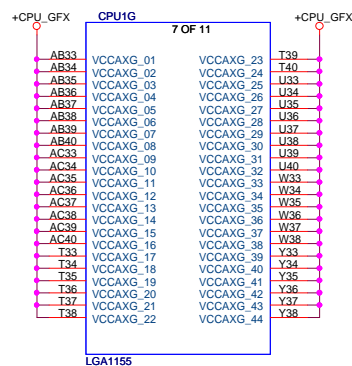 +CPU_GFX CPU1G +CPU_GFX
7 OF 11
AB33 VCCAXG_01 VCCAXG_23 T39
AB34 VCCAXG_02 VCCAXG_24 T40
AB35 VCCAXG_03 VCCAXG_25 U33
AB36 VCCAXG_04 VCCAXG_26 U34
AB37 VCCAXG_05 VCCAXG_27 U35
AB38 VCCAXG_06 VCCAXG_28 U36
AB39 VCCAXG_07 VCCAXG_29 U37
AB40 VCCAXG_08 VCCAXG_30 U38
AC33 VCCAXG_09 VCCAXG_31 U39
AC34 VCCAXG_10 VCCAXG_32 U40
AC35 VCCAXG_11 VCCAXG_33 W33
AC36 VCCAXG_12 VCCAXG_34 W34
AC37 VCCAXG_13 VCCAXG_35 W35
AC38 VCCAXG_14 VCCAXG_36 W36
AC39 VCCAXG_15 VCCAXG_37 W37
AC40 VCCAXG_16 VCCAXG_38 W38
T33 VCCAXG_17 VCCAXG_39 Y33
T34 VCCAXG_18 VCCAXG_40 Y34
T35 VCCAXG_19 VCCAXG_41 Y35
T36 VCCAXG_20 VCCAXG_42 Y36
T37 VCCAXG_21 VCCAXG_43 Y37
T38 VCCAXG_22 VCCAXG_44 Y38
LGA1155